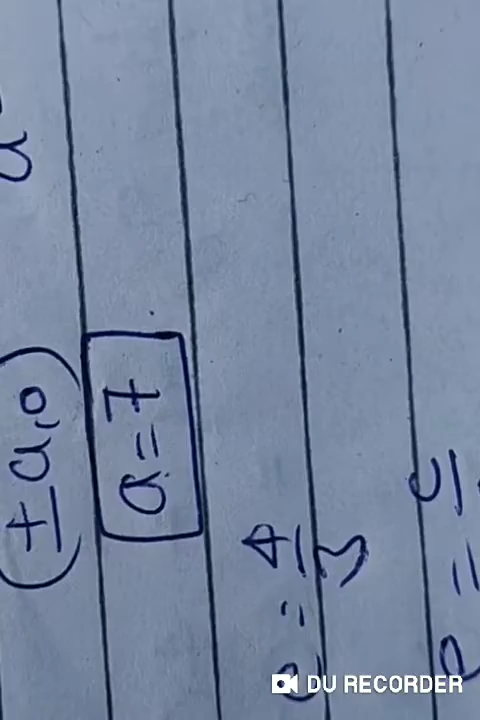 (±a,0)
a=7
e = 4/3
e = c/
DU RECORDER